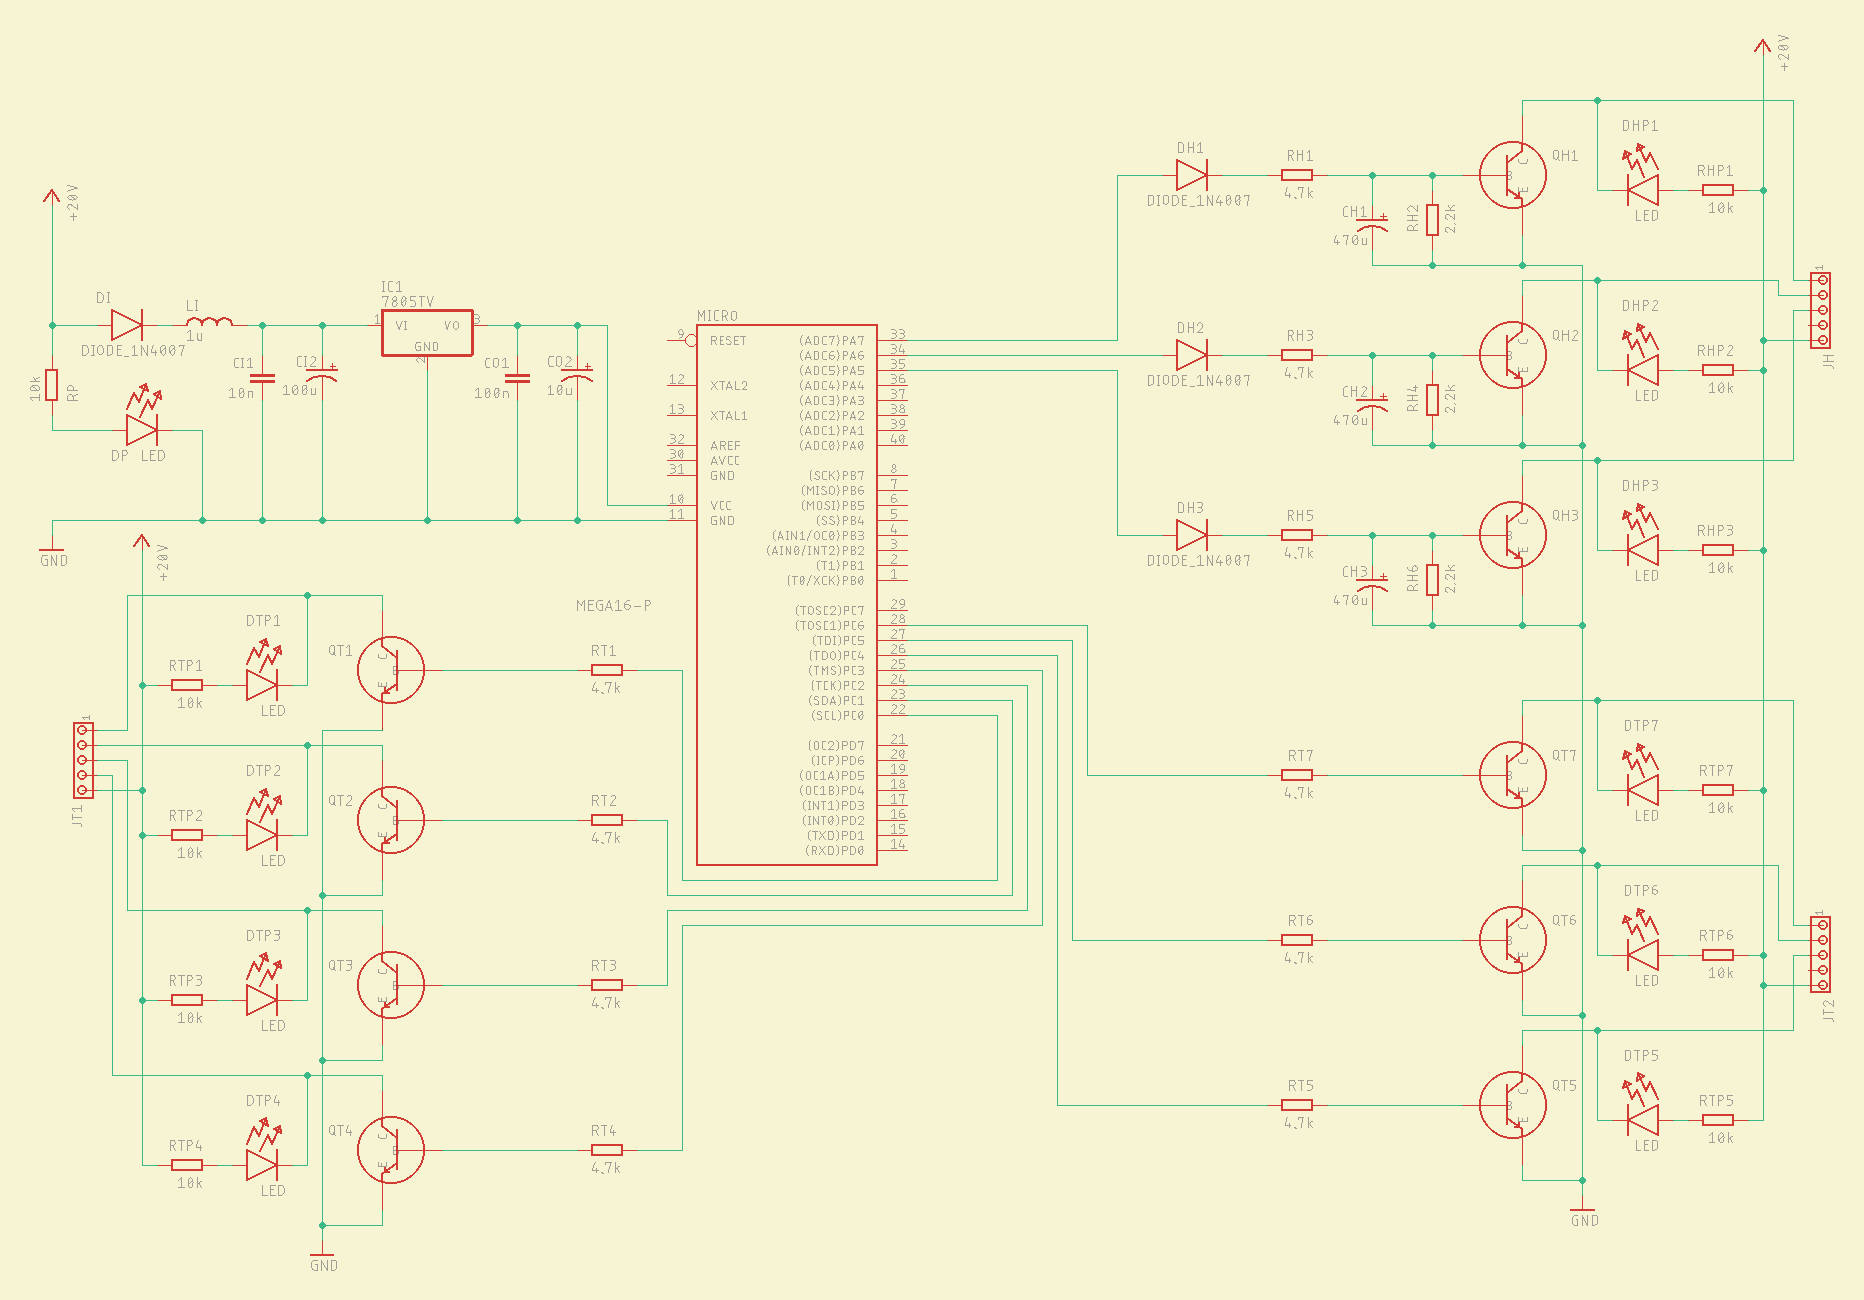 +20V
DI
DIODE_1N4007
LI
1u
10k
RP
DP LED
CI1
10n
CI2
100u
IC1
7805TV
1
VI
VO
3
GND
2
CO1
100n
CO2
10u
GND
MICRO
9 RESET
12 XTAL2
13 XTAL1
32 AREF
30 AVCC
31 GND
10 VCC
11 GND
(ADC7)PA7 33
(ADC6)PA6 34
(ADC5)PA5 35
(ADC4)PA4 36
(ADC3)PA3 37
(ADC2)PA2 38
(ADC1)PA1 39
(ADC0)PA0 40
(SCK)PB7 8
(MISO)PB6 7
(MOSI)PB5 6
(SS)PB4 5
(AIN1/OC0)PB3 4
(AIN0/INT2)PB2 3
(T1)PB1 2
(T0/XCK)PB0 1
(TOSC2)PC7 29
(TOSC1)PC6 28
(TDI)PC5 27
(TDO)PC4 26
(TMS)PC3 25
(TCK)PC2 24
(SDA)PC1 23
(SCL)PC0 22
(OC2)PD7 21
(ICP)PD6 20
(OC1A)PD5 19
(OC1B)PD4 18
(INT1)PD3 17
(INT0)PD2 16
(TXD)PD1 15
(RXD)PD0 14
MEGA16-P
+20V
DTP1
RTP1
10k
LED
QT1
C
B
E
RT1
4.7k
1
JT1
DTP2
RTP2
10k
LED
QT2
C
B
E
RT2
4.7k
DTP3
RTP3
10k
LED
QT3
C
B
E
RT3
4.7k
DTP4
RTP4
10k
LED
QT4
C
B
E
RT4
4.7k
GND
+20V
DH1
DIODE_1N4007
RH1
4.7k
CH1
470u
RH2
2.2k
QH1
C
B
E
DHP1
LED
RHP1
10k
DH2
DIODE_1N4007
RH3
4.7k
CH2
470u
RH4
2.2k
QH2
C
B
E
DHP2
LED
RHP2
10k
1
JH
DH3
DIODE_1N4007
RH5
4.7k
CH3
470u
RH6
2.2k
QH3
C
B
E
DHP3
LED
RHP3
10k
RT7
4.7k
QT7
C
B
E
DTP7
LED
RTP7
10k
RT6
4.7k
QT6
C
B
E
DTP6
LED
RTP6
10k
1
JT2
RT5
4.7k
QT5
C
B
E
DTP5
LED
RTP5
10k
GND